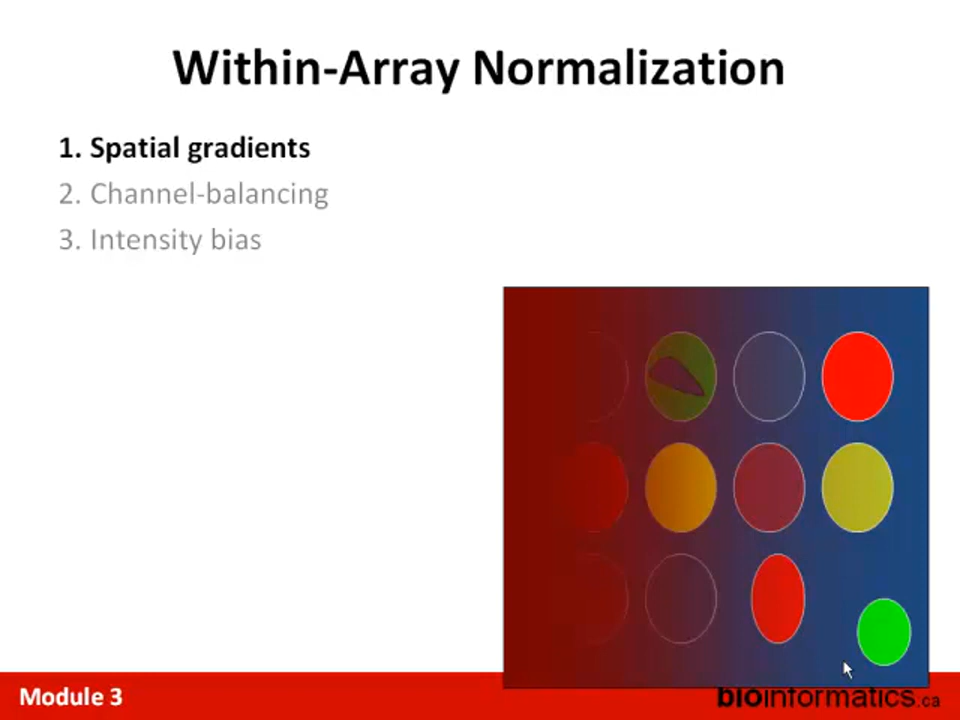 Within-Array Normalization
1. Spatial gradients
2. Channel-balancing
3. Intensity bias
Module 3
bioinformatics.ca